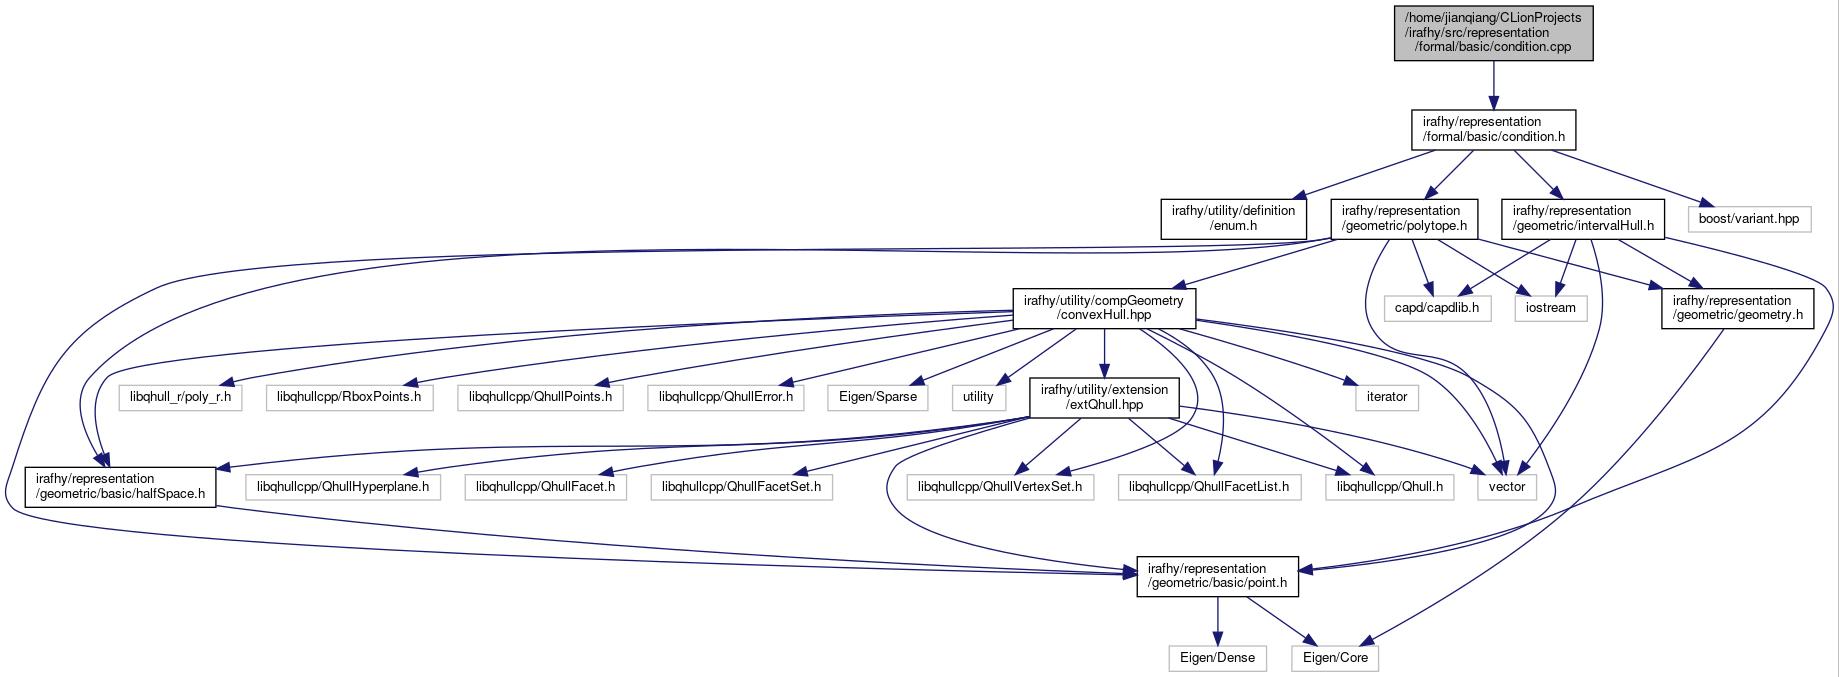 /home/jianqiang/CLionProjects
/irafhy/src/representation
/formal/basic/condition.cpp
irafhy/representation
/formal/basic/condition.h
irafhy/utility/definition
/enum.h
irafhy/representation
/geometric/polytope.h
irafhy/representation
/geometric/intervalHull.h
boost/variant.hpp
irafhy/utility/compGeometry
/convexHull.hpp
capd/capdlib.h
iostream
irafhy/representation
/geometric/geometry.h
libqhull_r/poly_r.h
libqhullcpp/RboxPoints.h
libqhullcpp/QhullPoints.h
libqhullcpp/QhullError.h
Eigen/Sparse
utility
irafhy/utility/extension
/extQhull.hpp
iterator
irafhy/representation
/geometric/basic/halfSpace.h
libqhullcpp/QhullHyperplane.h
libqhullcpp/QhullFacet.h
libqhullcpp/QhullFacetSet.h
libqhullcpp/QhullVertexSet.h
libqhullcpp/QhullFacetList.h
libqhullcpp/Qhull.h
vector
irafhy/representation
/geometric/basic/point.h
Eigen/Dense
Eigen/Core